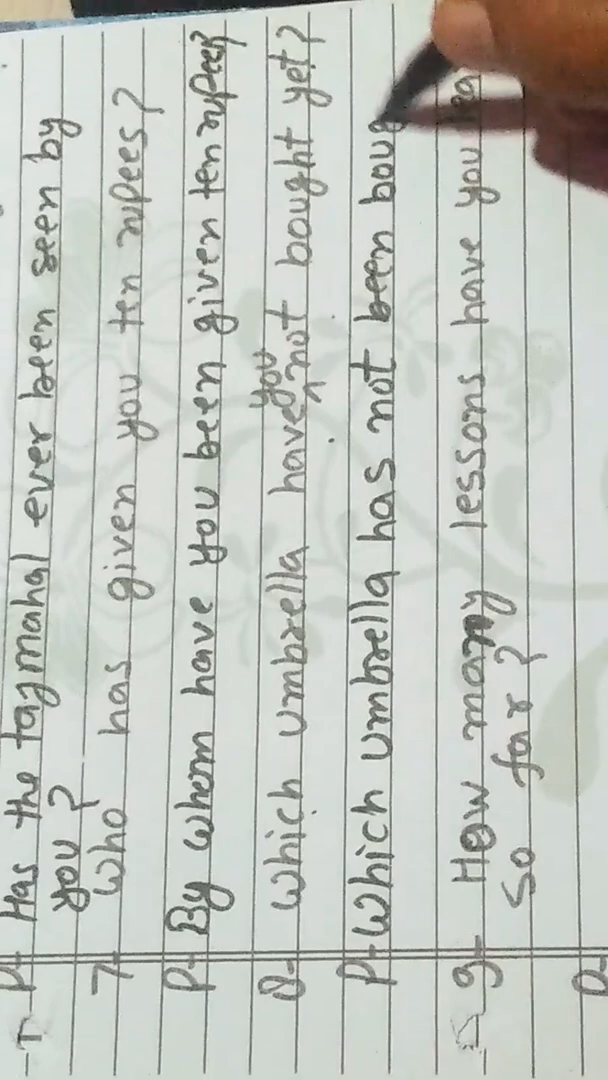 P- Has the tajmahal ever been seen by
you?
7- Who has given you ten rupees?
P- By whom have you been given ten rupees?
8- Which umbrella have you not bought yet?
P- Which umbrella has not been boug
9- How many lessons have you
so far?
P-